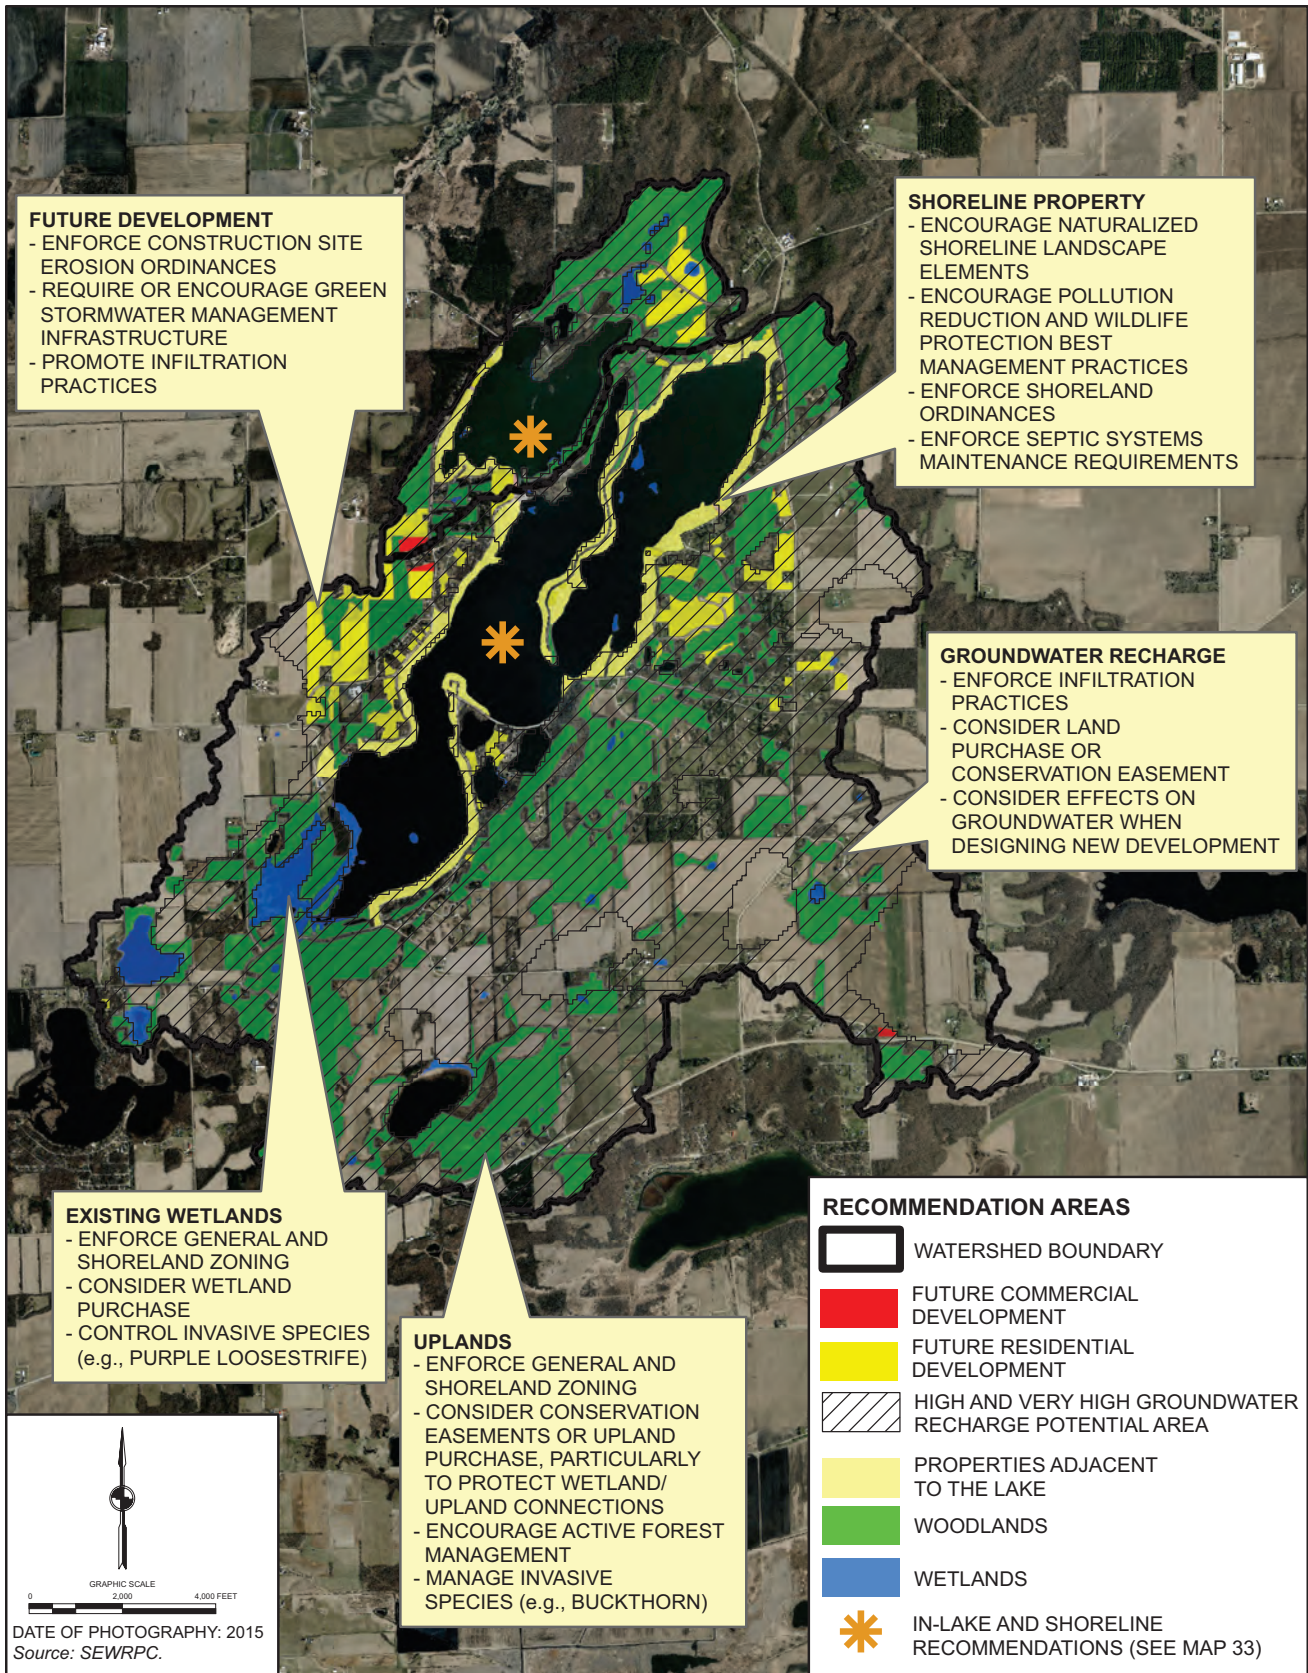 FUTURE DEVELOPMENT
- ENFORCE CONSTRUCTION SITE
EROSION ORDINANCES
- REQUIRE OR ENCOURAGE GREEN
STORMWATER MANAGEMENT
INFRASTRUCTURE
- PROMOTE INFILTRATION
PRACTICES
SHORELINE PROPERTY
- ENCOURAGE NATURALIZED
SHORELINE LANDSCAPE
ELEMENTS
- ENCOURAGE POLLUTION
REDUCTION AND WILDLIFE
PROTECTION BEST
MANAGEMENT PRACTICES
- ENFORCE SHORELAND
ORDINANCES
- ENFORCE SEPTIC SYSTEMS
MAINTENANCE REQUIREMENTS
GROUNDWATER RECHARGE
- ENFORCE INFILTRATION
PRACTICES
- CONSIDER LAND
PURCHASE OR
CONSERVATION EASEMENT
- CONSIDER EFFECTS ON
GROUNDWATER WHEN
DESIGNING NEW DEVELOPMENT
EXISTING WETLANDS
- ENFORCE GENERAL AND
SHORELAND ZONING
- CONSIDER WETLAND
PURCHASE
- CONTROL INVASIVE SPECIES
(e.g., PURPLE LOOSESTRIFE)
UPLANDS
- ENFORCE GENERAL AND
SHORELAND ZONING
- CONSIDER CONSERVATION
EASEMENTS OR UPLAND
PURCHASE, PARTICULARLY
TO PROTECT WETLAND/
UPLAND CONNECTIONS
- ENCOURAGE ACTIVE FOREST
MANAGEMENT
- MANAGE INVASIVE
SPECIES (e.g., BUCKTHORN)
RECOMMENDATION AREAS
WATERSHED BOUNDARY
FUTURE COMMERCIAL
DEVELOPMENT
FUTURE RESIDENTIAL
DEVELOPMENT
HIGH AND VERY HIGH GROUNDWATER
RECHARGE POTENTIAL AREA
PROPERTIES ADJACENT
TO THE LAKE
WOODLANDS
WETLANDS
IN-LAKE AND SHORELINE
RECOMMENDATIONS (SEE MAP 33)
GRAPHIC SCALE
0 2,000 4,000 FEET
DATE OF PHOTOGRAPHY: 2015
Source: SEWRPC.